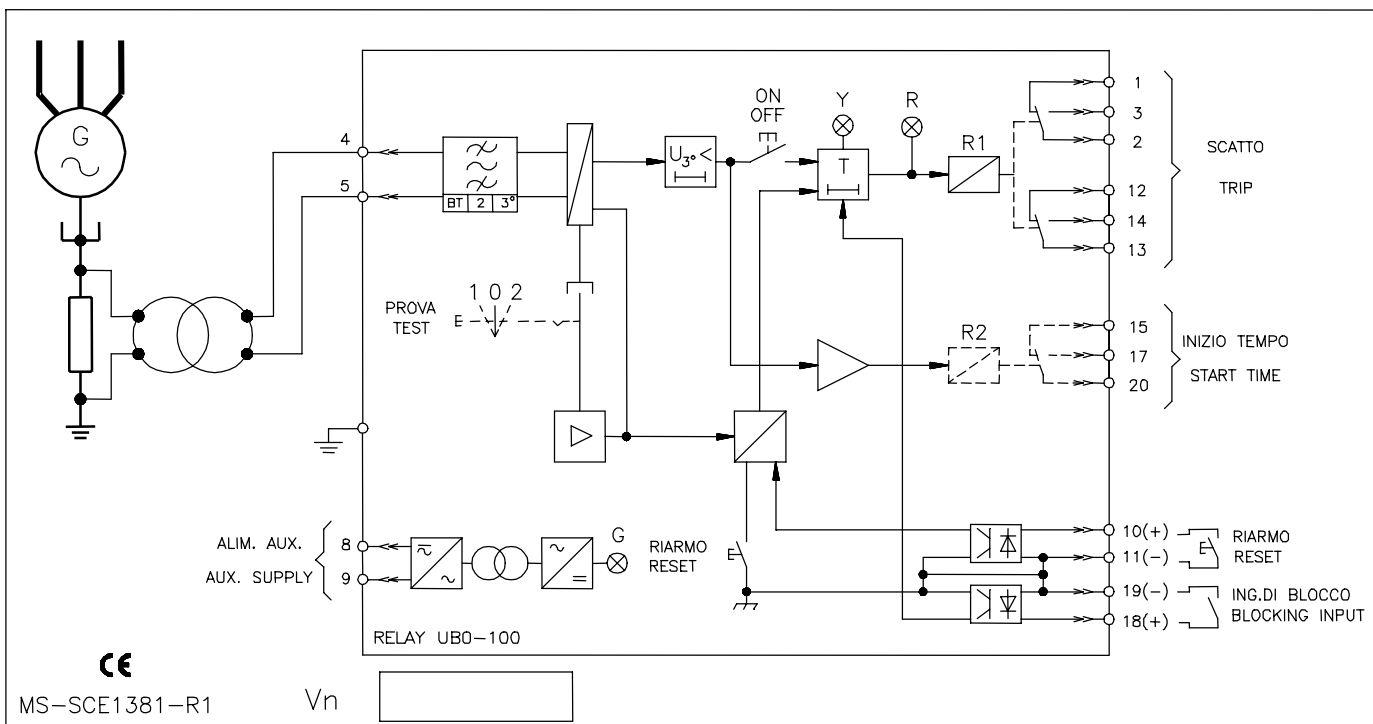 G
4
5
BT 2 3°
U3°<
ON
OFF
Y
R
T
R1
1
3
2
12
14
13
SCATTO
TRIP
PROVA
TEST
1 0 2
R2
15
17
20
INIZIO TEMPO
START TIME
ALIM. AUX.
AUX. SUPPLY
8
9
G
RIARMO
RESET
10(+)
11(-)
RIARMO
RESET
19(-)
18(+)
ING.DI BLOCCO
BLOCKING INPUT
RELAY UB0-100
CE
MS-SCE1381-R1
Vn